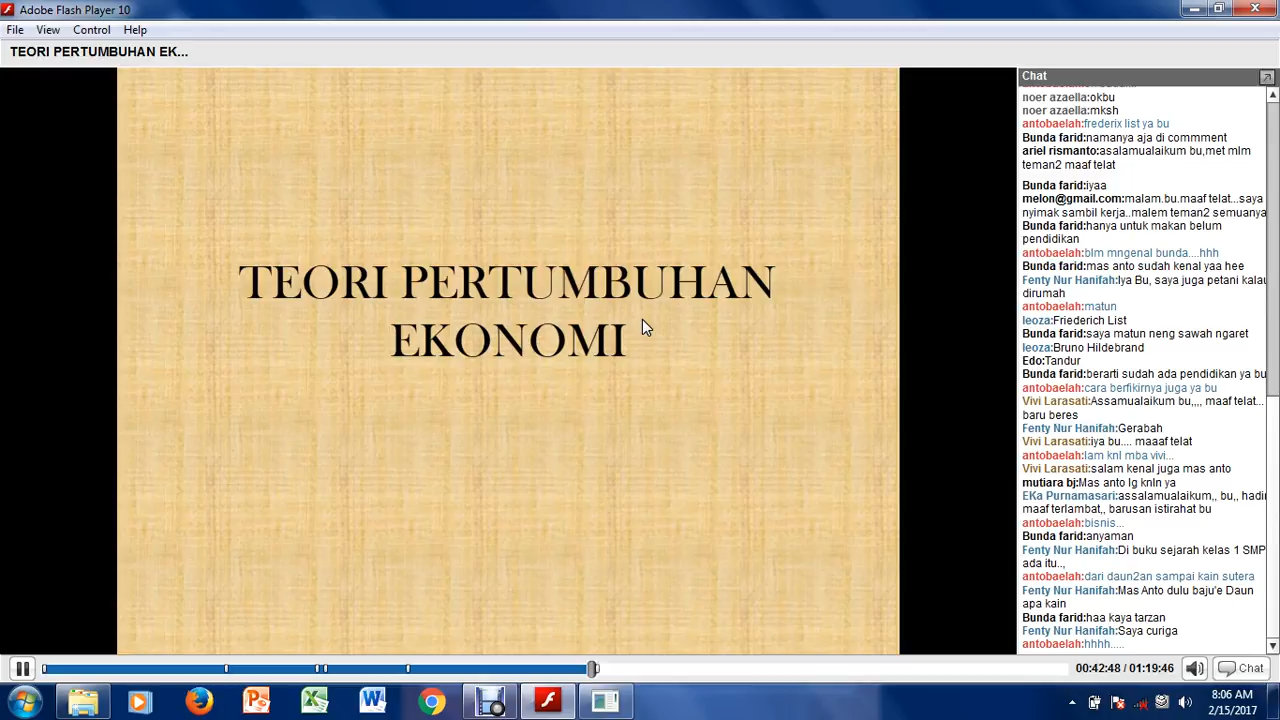 Adobe Flash Player 10
File View Control Help
TEORI PERTUMBUHAN EK...
TEORI PERTUMBUHAN
EKONOMI
Chat
noer azaella:okbu
noer azaella:mksh
antobaelah:frederix list ya bu
Bunda farid:namanya aja di commment
ariel rismanto:asalamualaikum bu,met mlm
teman2 maaf telat
Bunda farid:iyaa
melon@gmail.com:malam.bu.maaf telat...saya
nyimak sambil kerja..malem teman2 semuanya
Bunda farid:hanya untuk makan belum
pendidikan
antobaelah:blm mngenal bunda....hhh
Bunda farid:mas anto sudah kenal yaa hee
Fenty Nur Hanifah:Iya Bu, saya juga petani kalau
dirumah
antobaelah:matun
leoza:Friederich List
Bunda farid:saya matun neng sawah ngaret
leoza:Bruno Hildebrand
Edo:Tandur
Bunda farid:berarti sudah ada pendidikan ya bu
antobaelah:cara berfikirnya juga ya bu
Vivi Larasati:Assamualaikum bu,,,, maaf telat...
baru beres
Fenty Nur Hanifah:Gerabah
Vivi Larasati:iya bu.... maaaf telat
antobaelah:lam knl mba vivi...
Vivi Larasati:salam kenal juga mas anto
mutiara bj:Mas anto lg knln ya
EKa Purnamasari:assalamualaikum,, bu,, hadir
maaf terlambat,, barusan istirahat bu
antobaelah:bisnis...
Bunda farid:anyaman
Fenty Nur Hanifah:Di buku sejarah kelas 1 SMP
ada itu..,
antobaelah:dari daun2an sampai kain sutera
Fenty Nur Hanifah:Mas Anto dulu baju'e Daun
apa kain
Bunda farid:haa kaya tarzan
Fenty Nur Hanifah:Saya curiga
antobaelah:hhhh.....
00:42:48 / 01:19:46
Chat
8:06 AM
2/15/2017